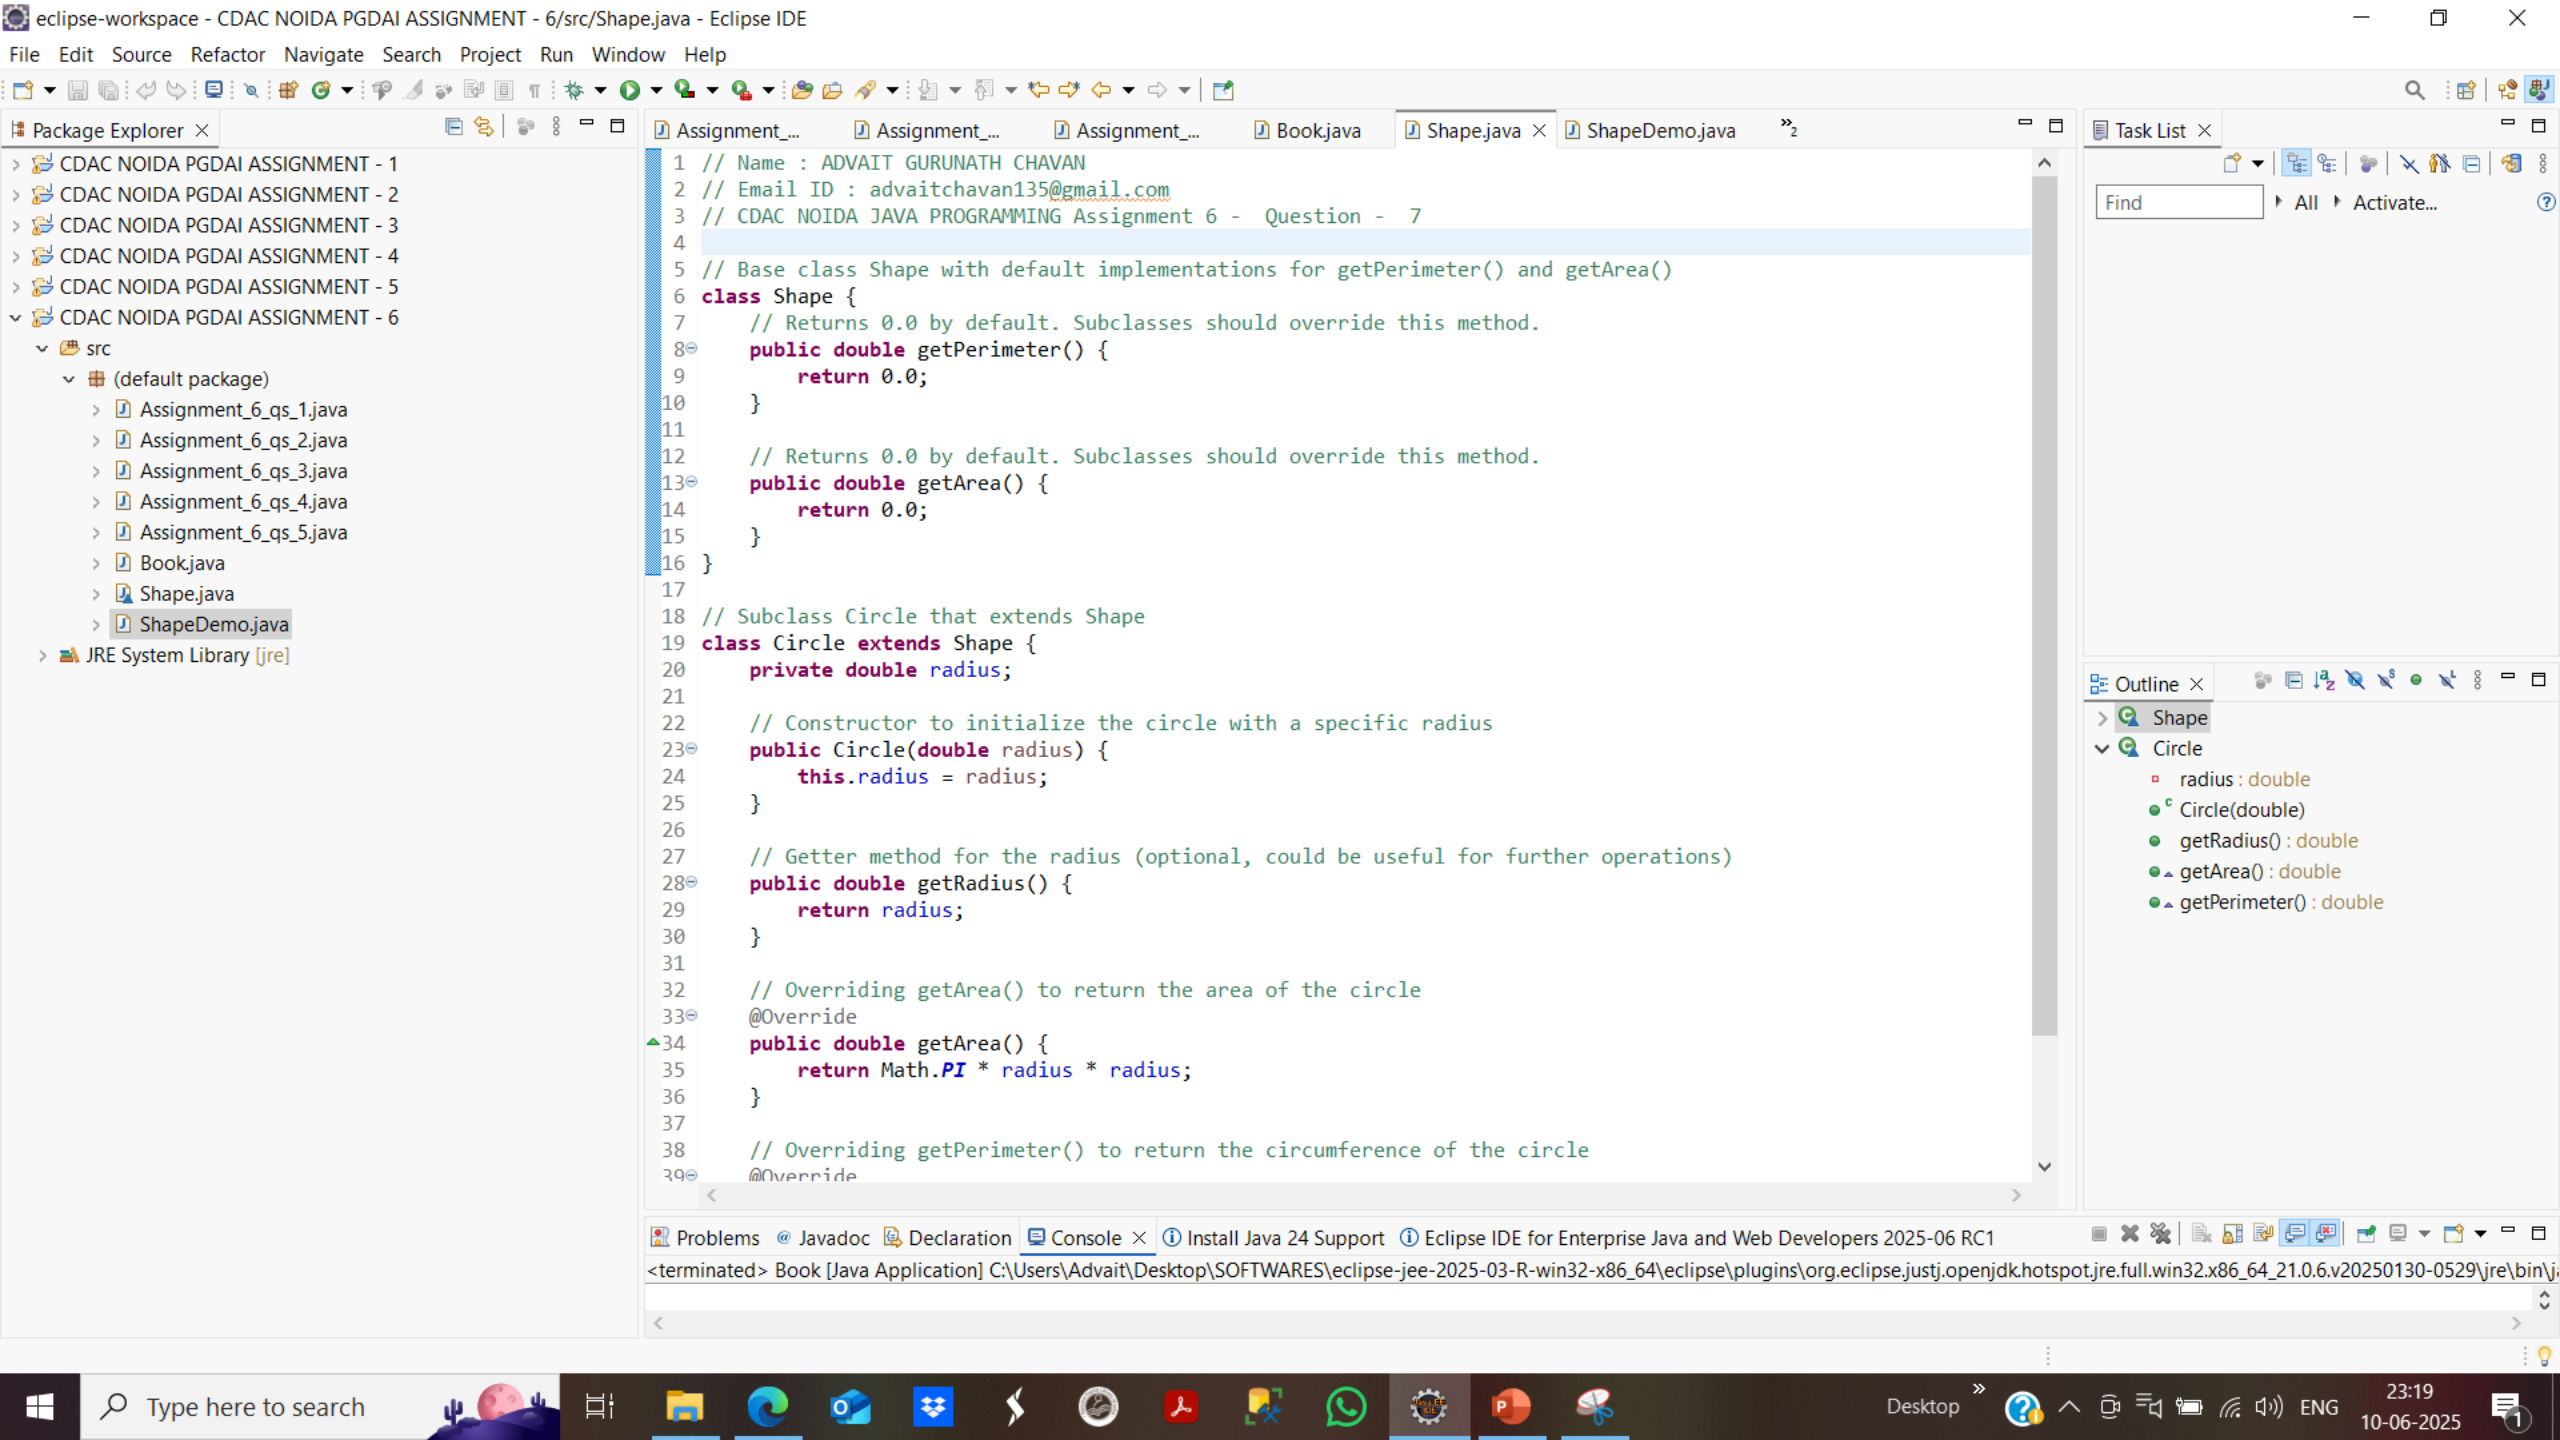 eclipse-workspace - CDAC NOIDA PGDAI ASSIGNMENT - 6/src/Shape.java - Eclipse IDE
File Edit Source Refactor Navigate Search Project Run Window Help
Package Explorer
CDAC NOIDA PGDAI ASSIGNMENT - 1
CDAC NOIDA PGDAI ASSIGNMENT - 2
CDAC NOIDA PGDAI ASSIGNMENT - 3
CDAC NOIDA PGDAI ASSIGNMENT - 4
CDAC NOIDA PGDAI ASSIGNMENT - 5
CDAC NOIDA PGDAI ASSIGNMENT - 6
src
(default package)
Assignment_6_qs_1.java
Assignment_6_qs_2.java
Assignment_6_qs_3.java
Assignment_6_qs_4.java
Assignment_6_qs_5.java
Book.java
Shape.java
ShapeDemo.java
JRE System Library [jre]
Assignment_... Assignment_... Assignment_... Book.java Shape.java ShapeDemo.java »2
1 // Name : ADVAIT GURUNATH CHAVAN
2 // Email ID : advaitchavan135@gmail.com
3 // CDAC NOIDA JAVA PROGRAMMING Assignment 6 -  Question -  7
4
5 // Base class Shape with default implementations for getPerimeter() and getArea()
6 class Shape {
7     // Returns 0.0 by default. Subclasses should override this method.
8     public double getPerimeter() {
9         return 0.0;
10     }
11
12     // Returns 0.0 by default. Subclasses should override this method.
13     public double getArea() {
14         return 0.0;
15     }
16 }
17
18 // Subclass Circle that extends Shape
19 class Circle extends Shape {
20     private double radius;
21
22     // Constructor to initialize the circle with a specific radius
23     public Circle(double radius) {
24         this.radius = radius;
25     }
26
27     // Getter method for the radius (optional, could be useful for further operations)
28     public double getRadius() {
29         return radius;
30     }
31
32     // Overriding getArea() to return the area of the circle
33     @Override
34     public double getArea() {
35         return Math.PI * radius * radius;
36     }
37
38     // Overriding getPerimeter() to return the circumference of the circle
39     @Override
Task List
Find All Activate...
Outline
Shape
Circle
radius : double
Circle(double)
getRadius() : double
getArea() : double
getPerimeter() : double
Problems Javadoc Declaration Console Install Java 24 Support Eclipse IDE for Enterprise Java and Web Developers 2025-06 RC1
<terminated> Book [Java Application] C:\Users\Advait\Desktop\SOFTWARES\eclipse-jee-2025-03-R-win32-x86_64\eclipse\plugins\org.eclipse.justj.openjdk.hotspot.jre.full.win32.x86_64_21.0.6.v20250130-0529\jre\bin\j
Type here to search
Desktop
ENG
23:19
10-06-2025
1